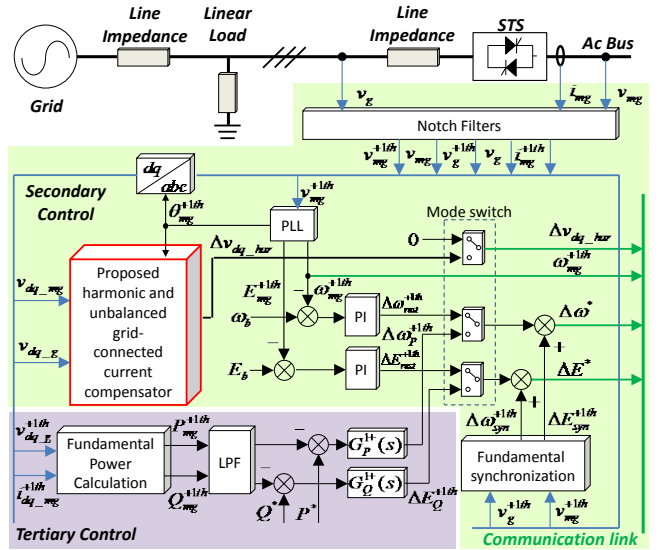 Line
Impedance
Linear
Load
Line
Impedance
STS
Ac Bus
Grid
v_g
i_mg
v_mg
Notch Filters
v_mg^+1th
v_mg
v_g^+1th
v_g
i_mg^+1th
dq
abc
Secondary
Control
θ_mg^+1th
v_mg^+1th
PLL
Mode switch
0
Δv_dq_har
Δv_dq_har
ω_mg^+1th
Proposed
harmonic and
unbalanced
grid-
connected
current
compensator
v_dq_mg
v_dq_g
E_mg^+1th
ω_mg^+1th
−
ω_b
PI
Δω_rest^+1th
Δω_P^+1th
Δω^*
−
E_b
PI
ΔE_rest^+1th
ΔE^*
+
+
Δω_syn^+1th
ΔE_syn^+1th
i_dq_mg^+1th
Fundamental
Power
Calculation
P_mg^+1th
Q_mg^+1th
LPF
−
−
G_P^1+(s)
G_Q^1+(s)
ΔE_Q^+1th
Q^*
P^*
Fundamental
synchronization
v_g^+1th
v_mg^+1th
Tertiary Control
Communication link